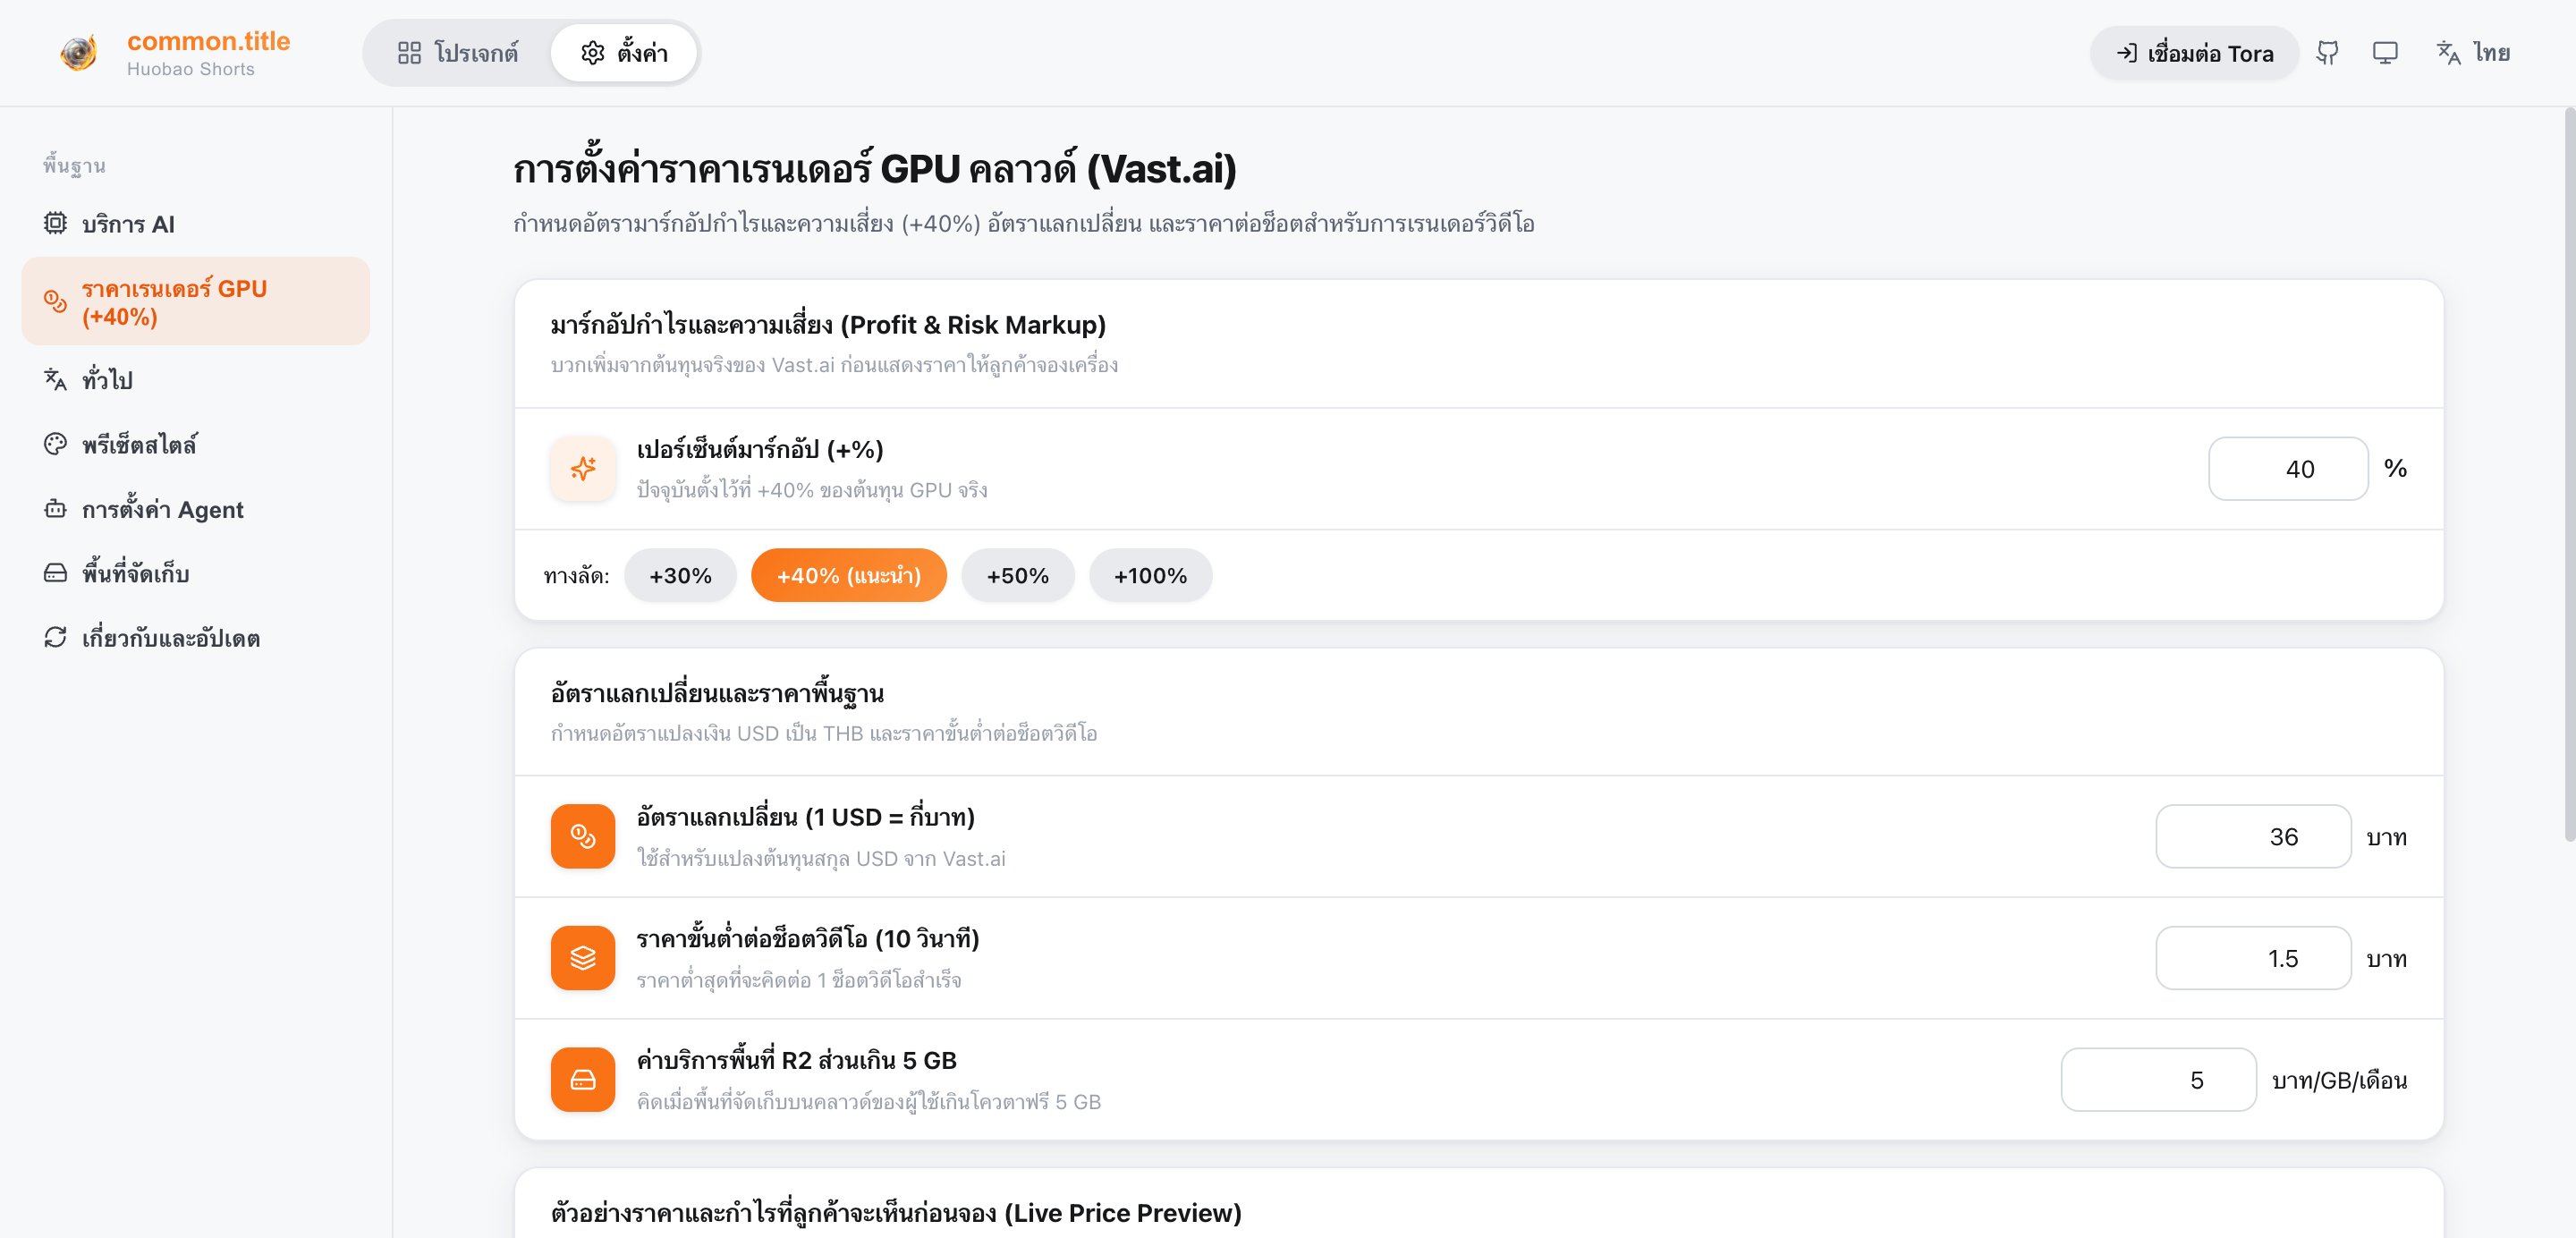 common.title
Huobao Shorts
โปรเจกต์
ตั้งค่า
เชื่อมต่อ Tora
ไทย
พื้นฐาน
บริการ AI
ราคาเรนเดอร์ GPU
(+40%)
ทั่วไป
พรีเซ็ตสไตล์
การตั้งค่า Agent
พื้นที่จัดเก็บ
เกี่ยวกับและอัปเดต
การตั้งค่าราคาเรนเดอร์ GPU คลาวด์ (Vast.ai)
กำหนดอัตรามาร์กอัปกำไรและความเสี่ยง (+40%) อัตราแลกเปลี่ยน และราคาต่อช็อตสำหรับการเรนเดอร์วิดีโอ
มาร์กอัปกำไรและความเสี่ยง (Profit & Risk Markup)
บวกเพิ่มจากต้นทุนจริงของ Vast.ai ก่อนแสดงราคาให้ลูกค้าจองเครื่อง
เปอร์เซ็นต์มาร์กอัป (+%)
ปัจจุบันตั้งไว้ที่ +40% ของต้นทุน GPU จริง
40 %
ทางลัด: +30% +40% (แนะนำ) +50% +100%
อัตราแลกเปลี่ยนและราคาพื้นฐาน
กำหนดอัตราแปลงเงิน USD เป็น THB และราคาขั้นต่ำต่อช็อตวิดีโอ
อัตราแลกเปลี่ยน (1 USD = กี่บาท)
ใช้สำหรับแปลงต้นทุนสกุล USD จาก Vast.ai
36 บาท
ราคาขั้นต่ำต่อช็อตวิดีโอ (10 วินาที)
ราคาต่ำสุดที่จะคิดต่อ 1 ช็อตวิดีโอสำเร็จ
1.5 บาท
ค่าบริการพื้นที่ R2 ส่วนเกิน 5 GB
คิดเมื่อพื้นที่จัดเก็บบนคลาวด์ของผู้ใช้เกินโควตาฟรี 5 GB
5 บาท/GB/เดือน
ตัวอย่างราคาและกำไรที่ลูกค้าจะเห็นก่อนจอง (Live Price Preview)